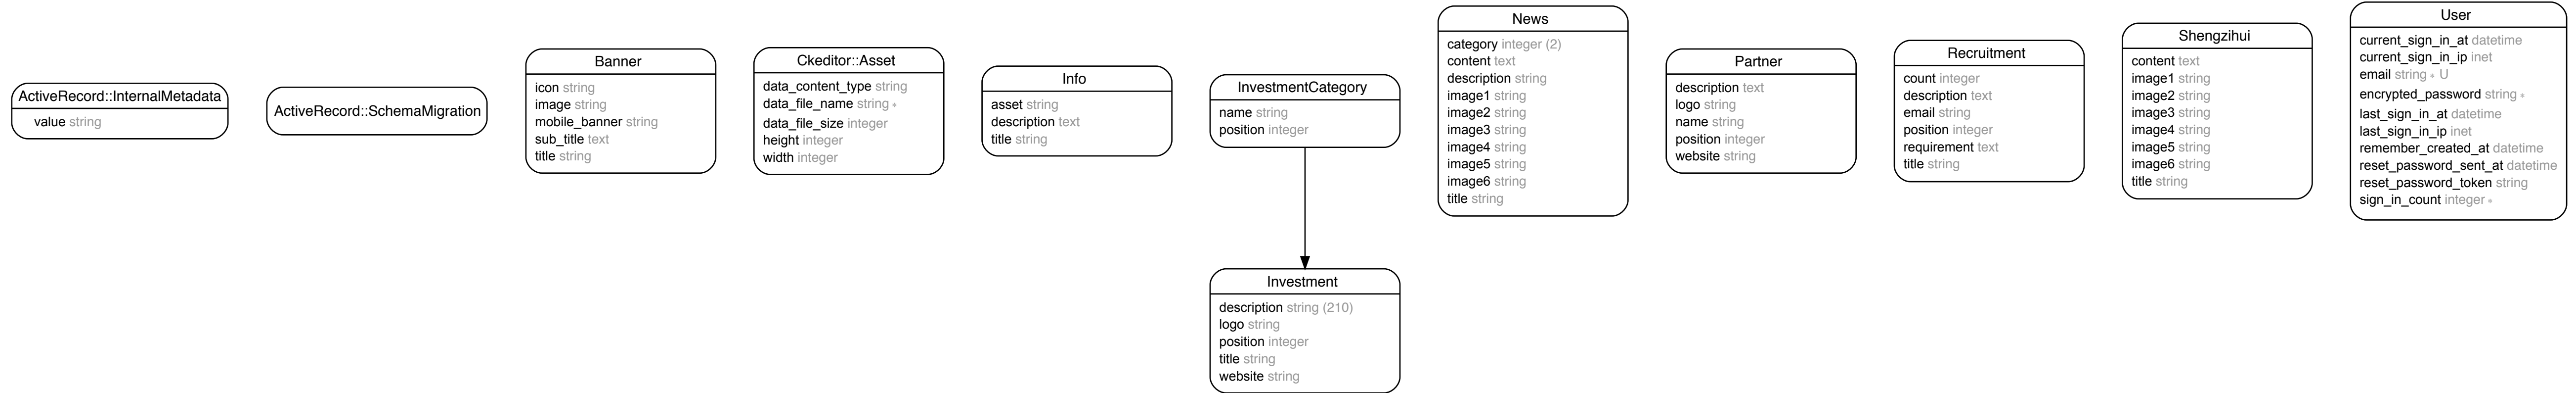 ActiveRecord::InternalMetadata
value string
ActiveRecord::SchemaMigration
Banner
icon string
image string
mobile_banner string
sub_title text
title string
Ckeditor::Asset
data_content_type string
data_file_name string ∗
data_file_size integer
height integer
width integer
Info
asset string
description text
title string
InvestmentCategory
name string
position integer
Investment
description string (210)
logo string
position integer
title string
website string
News
category integer (2)
content text
description string
image1 string
image2 string
image3 string
image4 string
image5 string
image6 string
title string
Partner
description text
logo string
name string
position integer
website string
Recruitment
count integer
description text
email string
position integer
requirement text
title string
Shengzihui
content text
image1 string
image2 string
image3 string
image4 string
image5 string
image6 string
title string
User
current_sign_in_at datetime
current_sign_in_ip inet
email string ∗ U
encrypted_password string ∗
last_sign_in_at datetime
last_sign_in_ip inet
remember_created_at datetime
reset_password_sent_at datetime
reset_password_token string
sign_in_count integer ∗